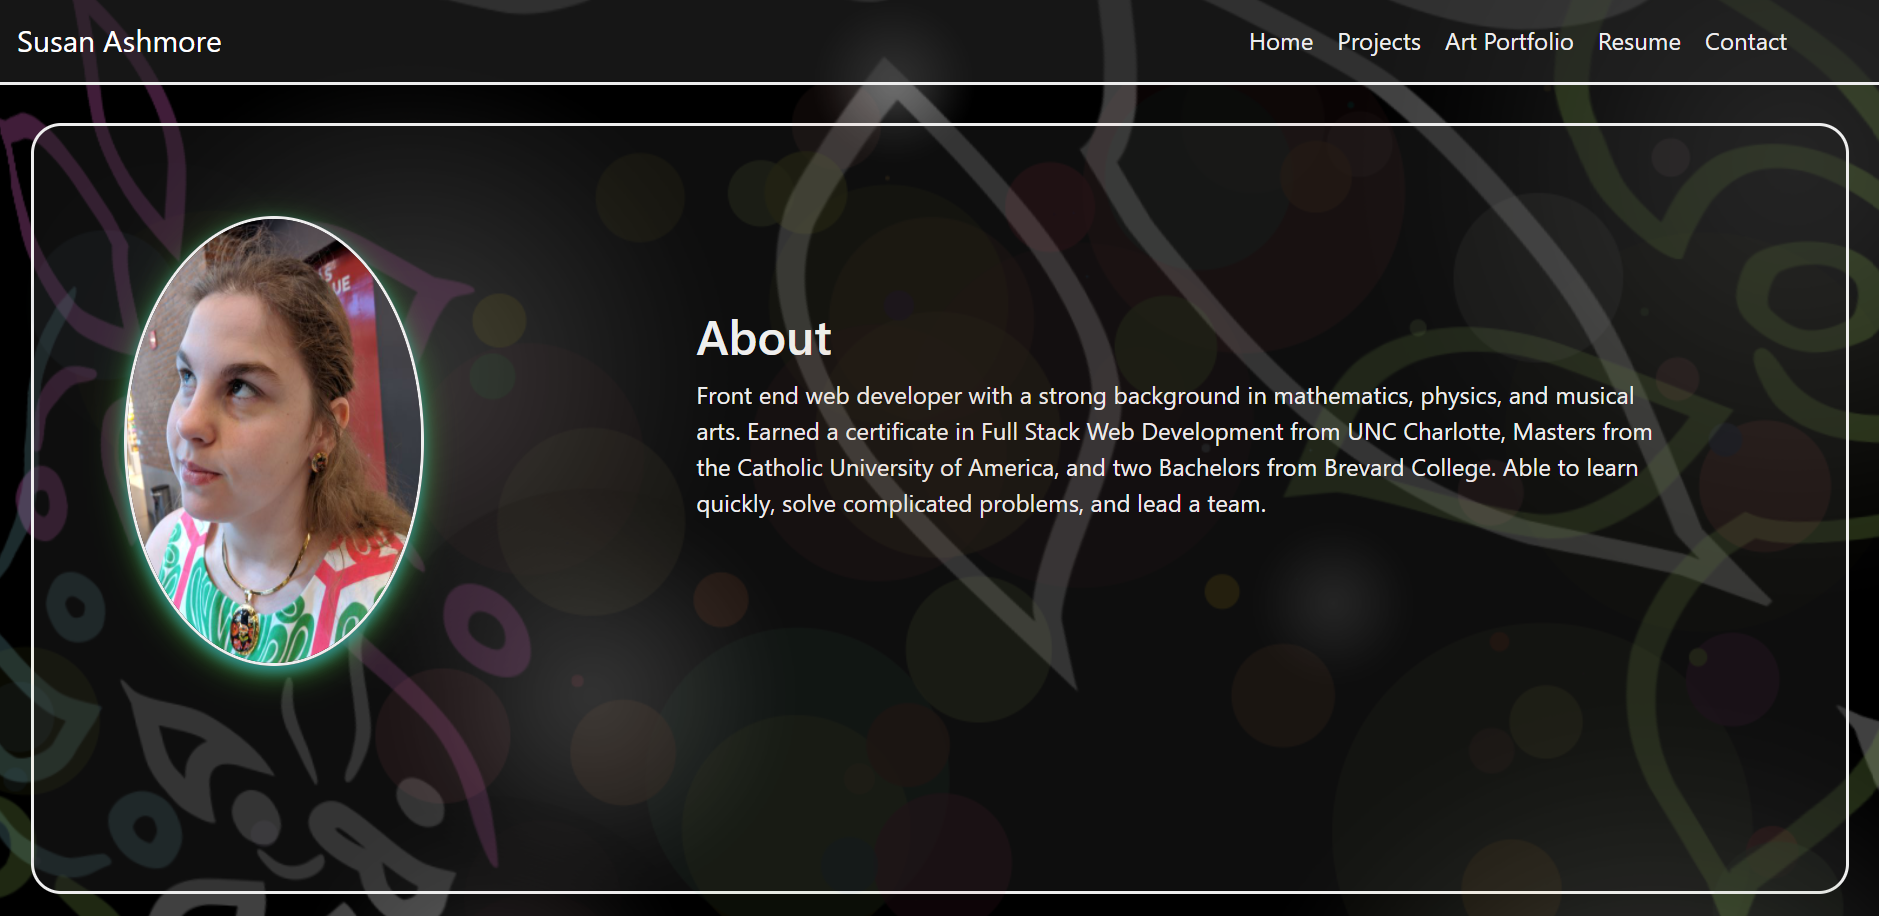 Susan Ashmore
Home Projects Art Portfolio Resume Contact
UE
About
Front end web developer with a strong background in mathematics, physics, and musical
arts. Earned a certificate in Full Stack Web Development from UNC Charlotte, Masters from
the Catholic University of America, and two Bachelors from Brevard College. Able to learn
quickly, solve complicated problems, and lead a team.